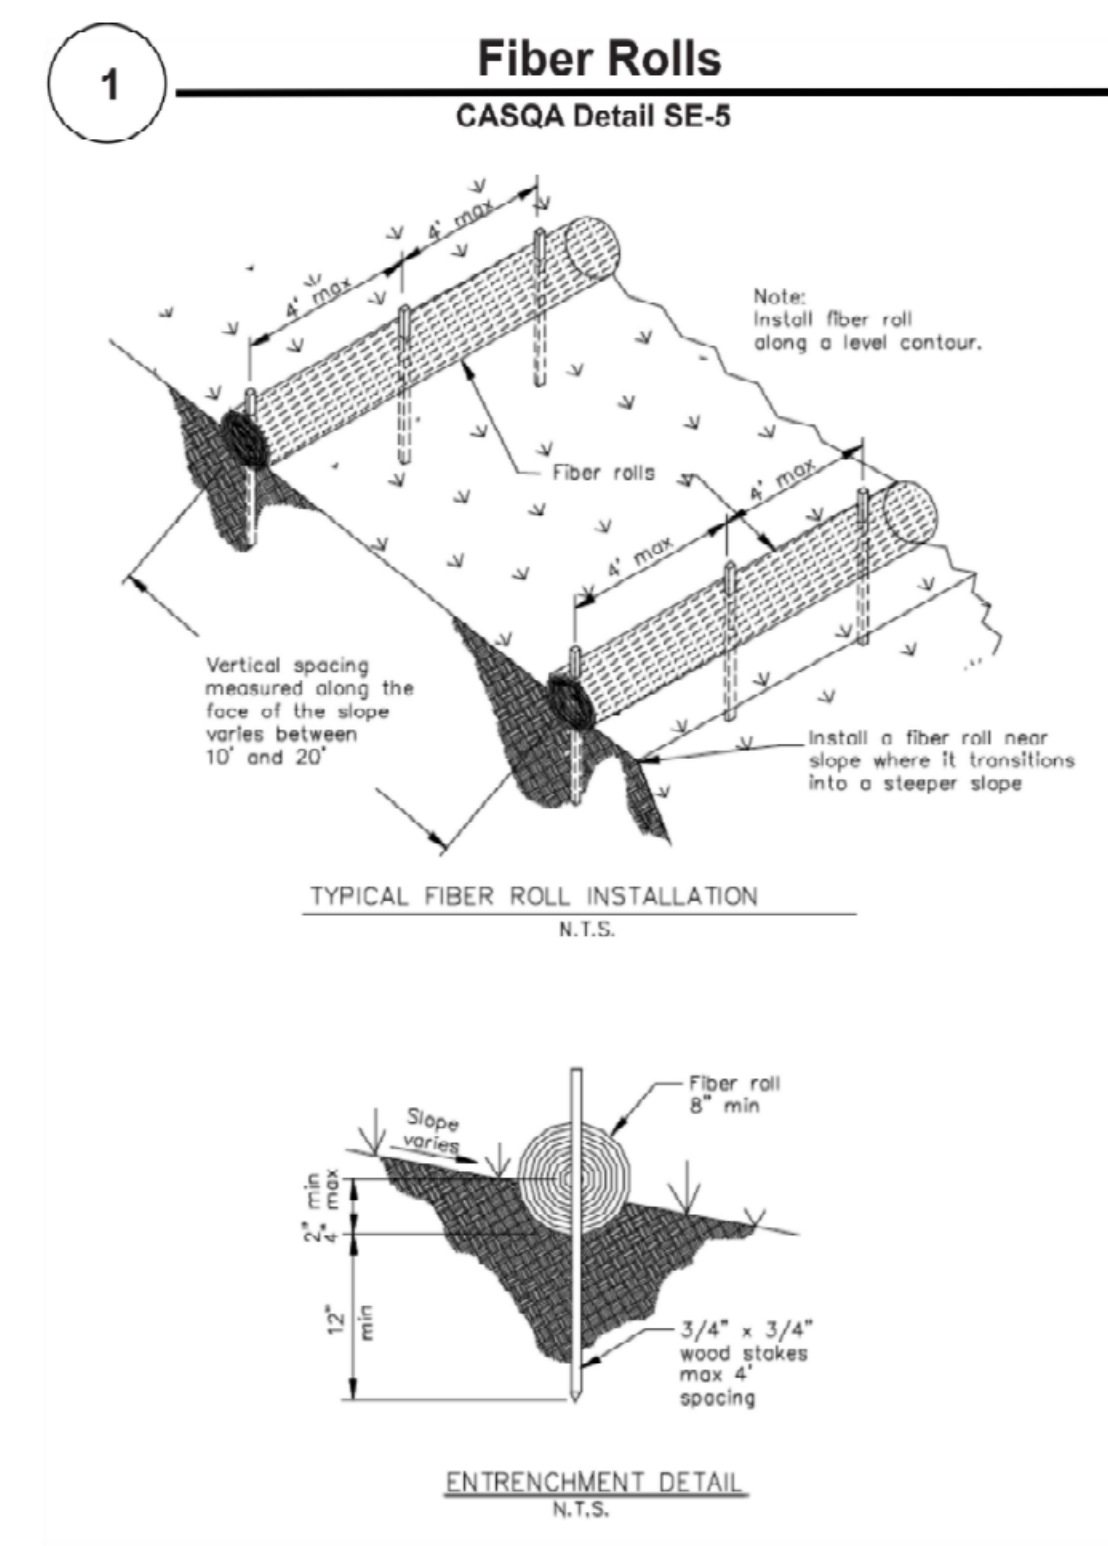 1
Fiber Rolls
CASQA Detail SE-5
4' max
4' max
Note:
Install fiber roll
along a level contour.
Fiber rolls
4' max
4' max
Vertical spacing
measured along the
face of the slope
varies between
10' and 20'
Install a fiber roll near
slope where it transitions
into a steeper slope
TYPICAL FIBER ROLL INSTALLATION
N.T.S.
Fiber roll
8" min
Slope
varies
2" min
4" max
12"
min
3/4" x 3/4"
wood stakes
max 4'
spacing
ENTRENCHMENT DETAIL
N.T.S.